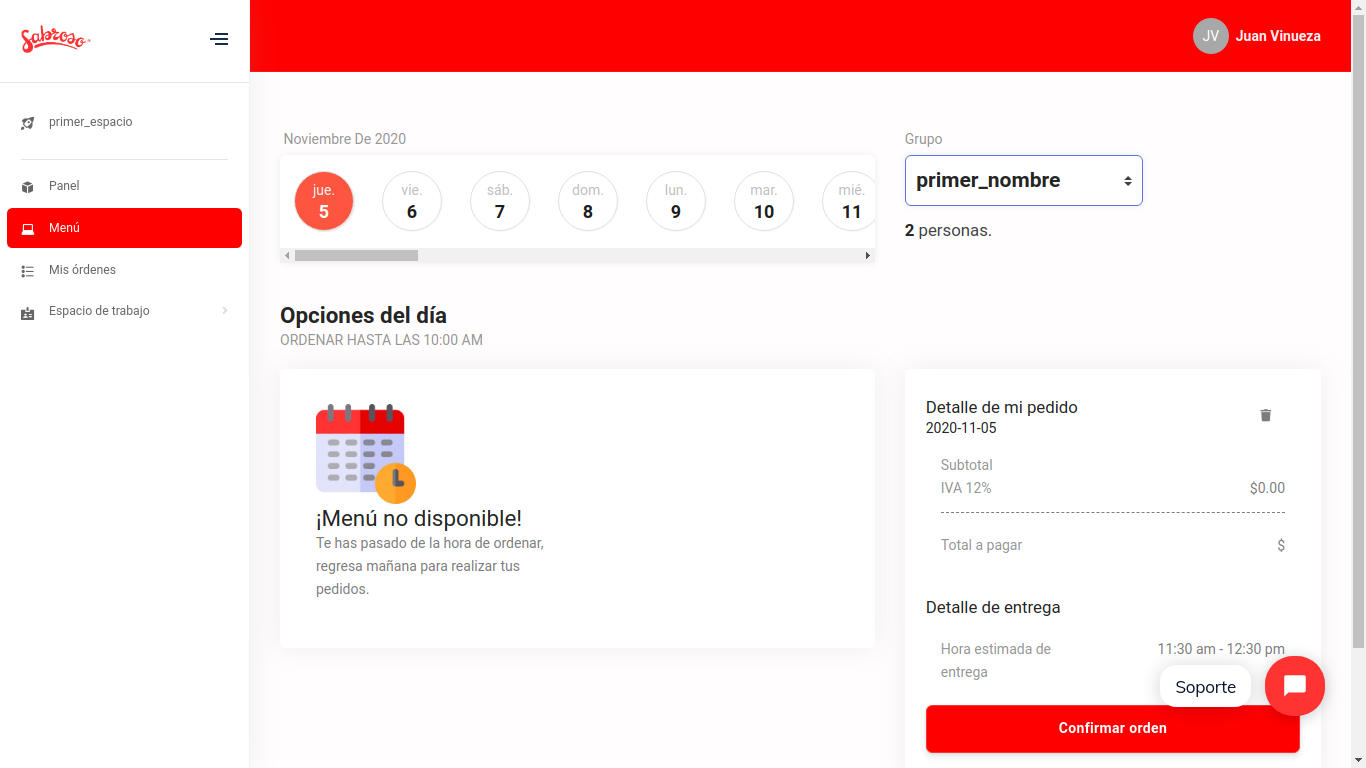 Sabroso
JV
Juan Vinueza
primer_espacio
Panel
Menú
Mis órdenes
Espacio de trabajo
Noviembre De 2020
jue.
5
vie.
6
sáb.
7
dom.
8
lun.
9
mar.
10
mié.
11
Grupo
primer_nombre
2 personas.
Opciones del día
ORDENAR HASTA LAS 10:00 AM
¡Menú no disponible!
Te has pasado de la hora de ordenar,
regresa mañana para realizar tus
pedidos.
Detalle de mi pedido
2020-11-05
Subtotal
IVA 12% $0.00
Total a pagar $
Detalle de entrega
Hora estimada de 11:30 am - 12:30 pm
entrega
Soporte
Confirmar orden